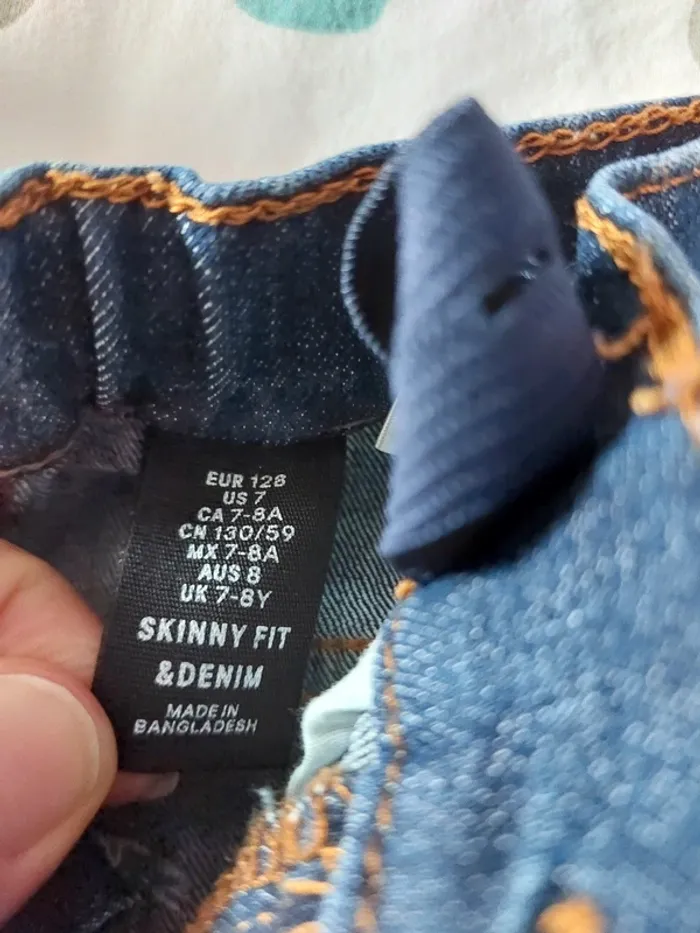 EUR 128
US 7
CA 7-8A
CN 130/59
MX 7-8A
AUS 8
UK 7-8Y
SKINNY FIT
&DENIM
MADE IN
BANGLADESH